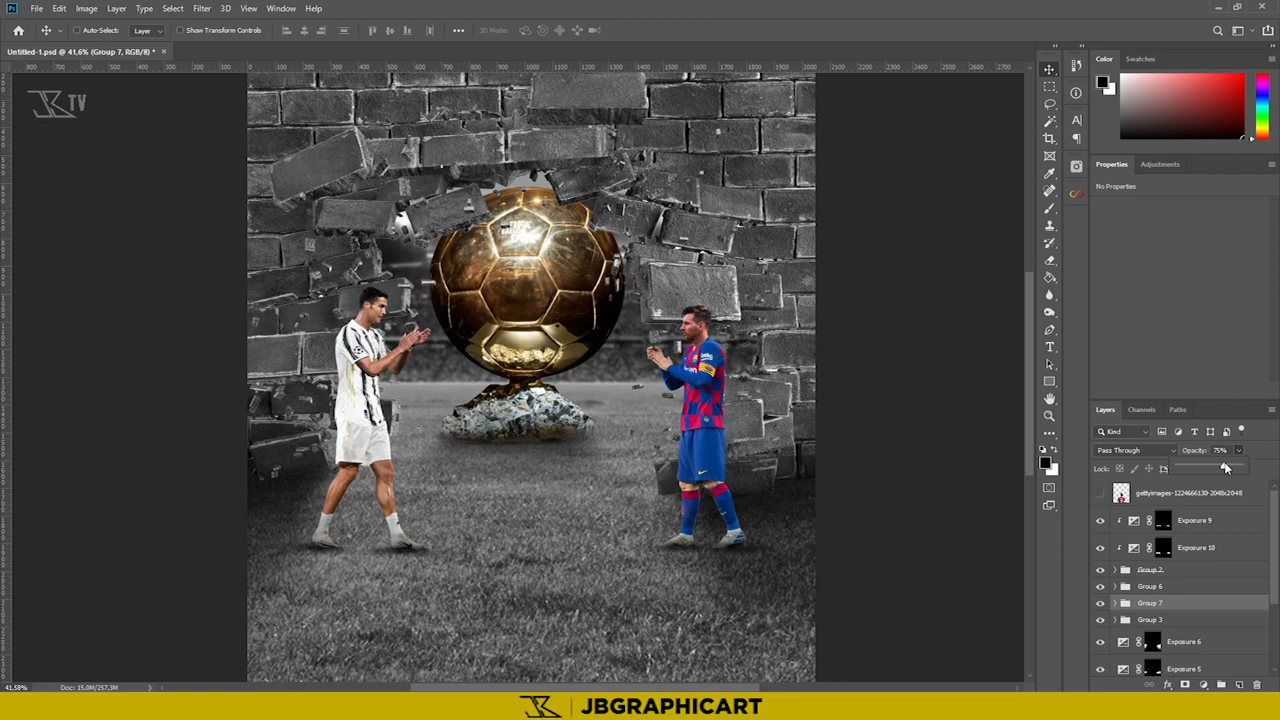 Ps File Edit Image Layer Type Select Filter 3D View Window Help
Auto-Select: Layer Show Transform Controls 3D Mode:
Untitled-1.psd @ 41,6% (Group 7, RGB/8) *
JK TV
Color Swatches
Properties Adjustments
No Properties
Layers Channels Paths
Kind
Pass Through Opacity: 75%
Lock:
gettyimages-1224666130-2048x2048
Exposure 9
Exposure 10
Group 2
Group 6
Group 7
Group 3
Exposure 6
Exposure 5
41,58% Doc: 15,0M/257,3M
JBGRAPHICART